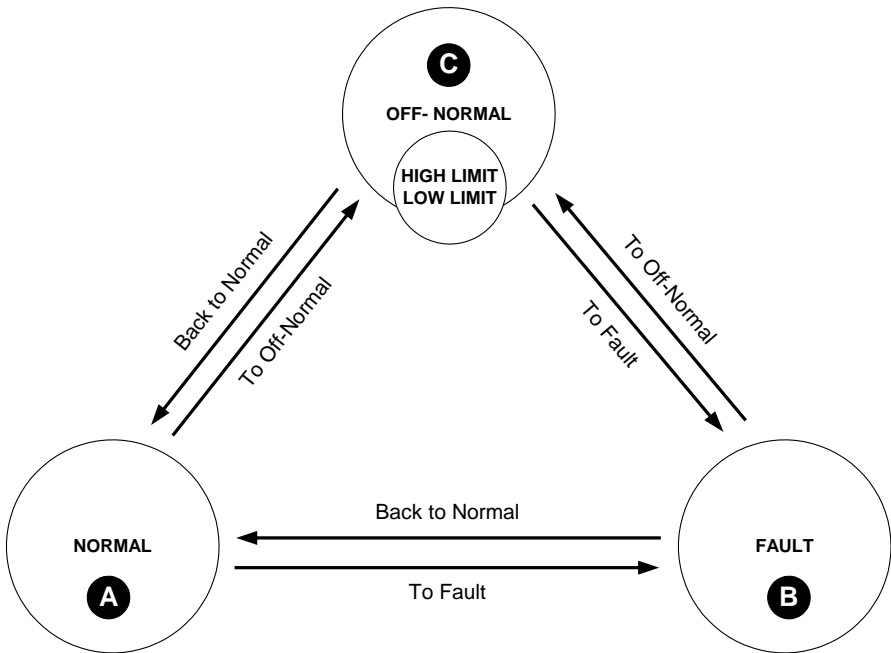 C
OFF- NORMAL
HIGH LIMIT
LOW LIMIT
Back to Normal
To Off-Normal
To Off-Normal
To Fault
Back to Normal
To Fault
NORMAL
A
FAULT
B